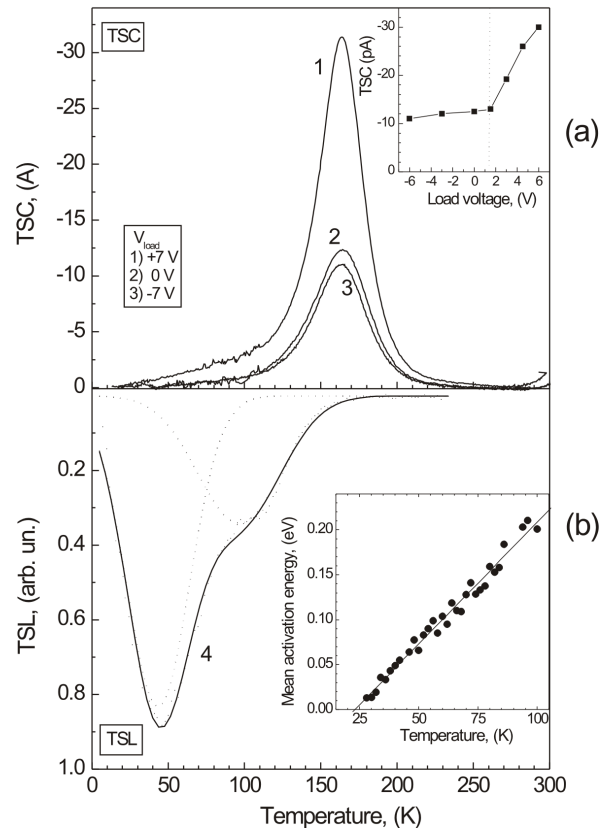 TSC
-30
-25
-20
-15
-10
-5
0
TSC, (A)
1
2
3
V load
1) +7 V
2) 0 V
3) -7 V
-30
-20
-10
0
TSC (pA)
-6 -4 -2 0 2 4 6
Load voltage, (V)
(a)
0.2
0.4
0.6
0.8
1.0
TSL, (arb. un.)
4
TSL
0.20
0.15
0.10
0.05
0.00
Mean activation energy, (eV)
25 50 75 100
Temperature, (K)
(b)
0 50 100 150 200 250 300
Temperature, (K)